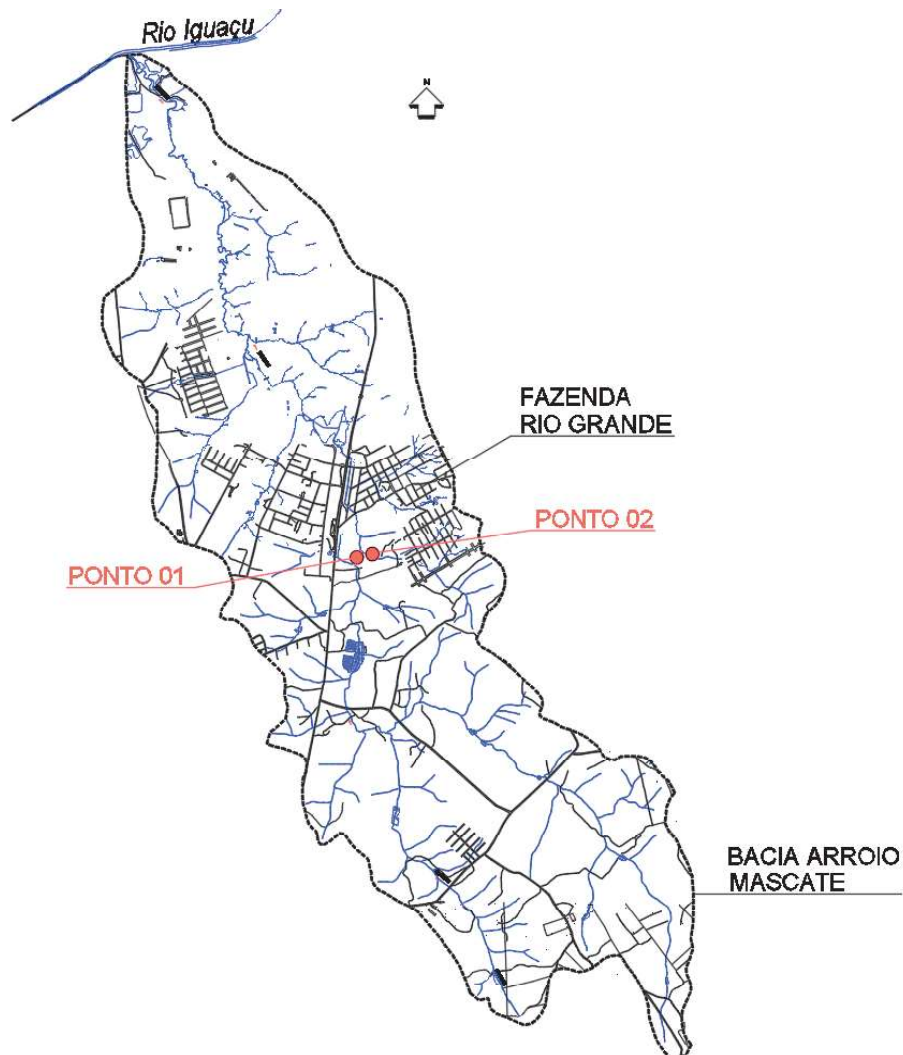 Rio Iguaçu
N
FAZENDA
RIO GRANDE
PONTO 02
PONTO 01
BACIA ARROIO
MASCATE